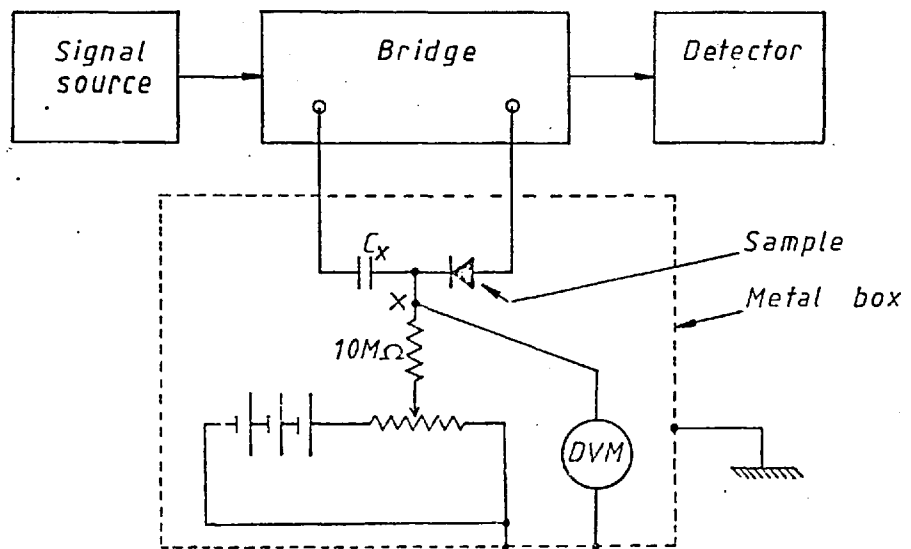 Signal
source
Bridge
Detector
Cx
Sample
X
Metal box
10MΩ
DVM